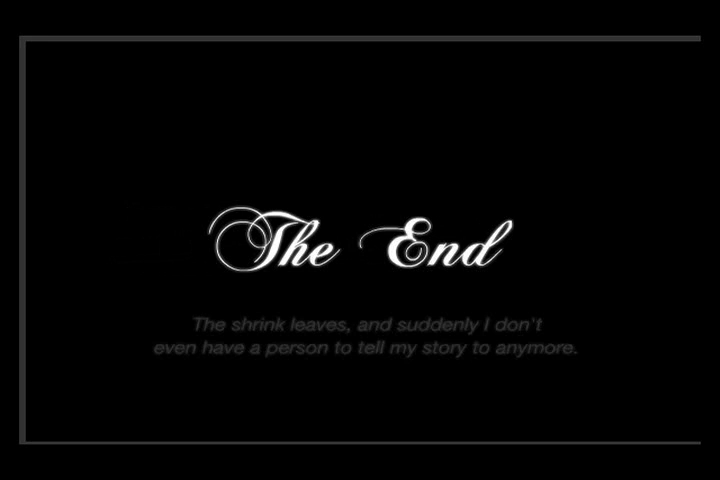 The End
The shrink leaves, and suddenly I don't
even have a person to tell my story to anymore.